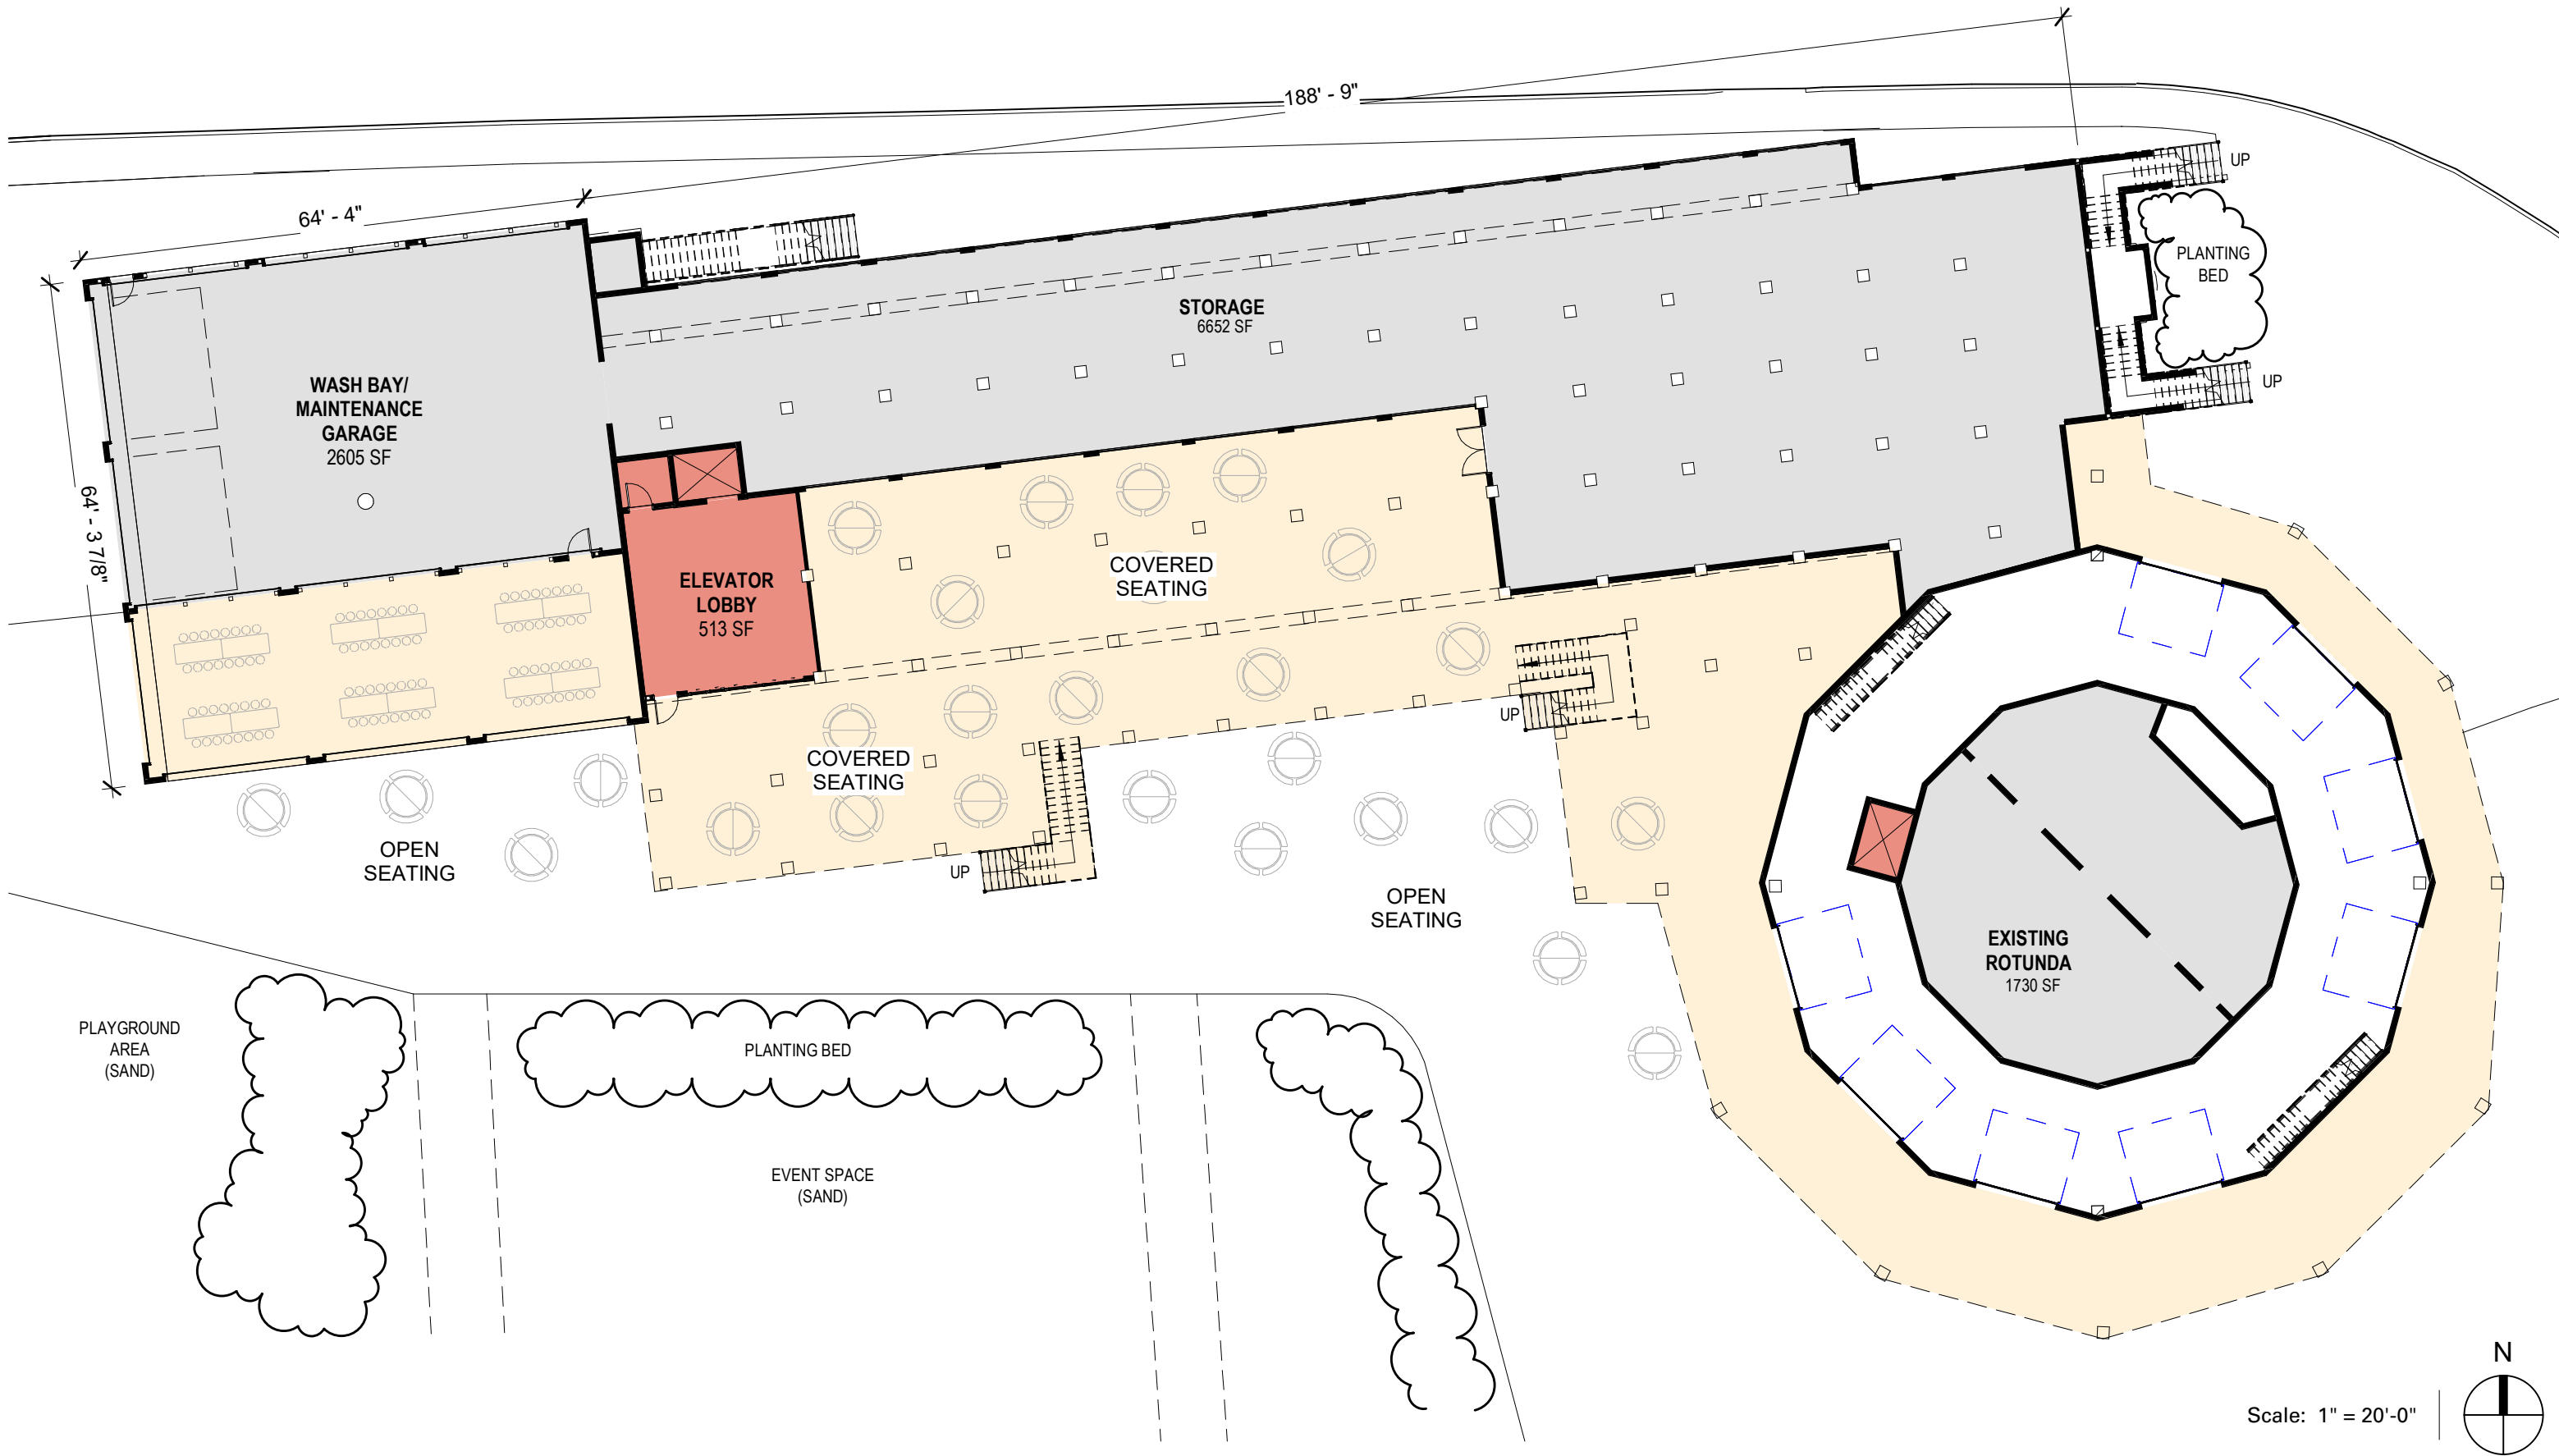 188' - 9"
64' - 4"
64' - 3 7/8"
UP
PLANTING
BED
UP
STORAGE
6652 SF
WASH BAY/
MAINTENANCE
GARAGE
2605 SF
ELEVATOR
LOBBY
513 SF
COVERED
SEATING
COVERED
SEATING
UP
UP
OPEN
SEATING
OPEN
SEATING
EXISTING
ROTUNDA
1730 SF
PLAYGROUND
AREA
(SAND)
PLANTING BED
EVENT SPACE
(SAND)
N
Scale: 1" = 20'-0"